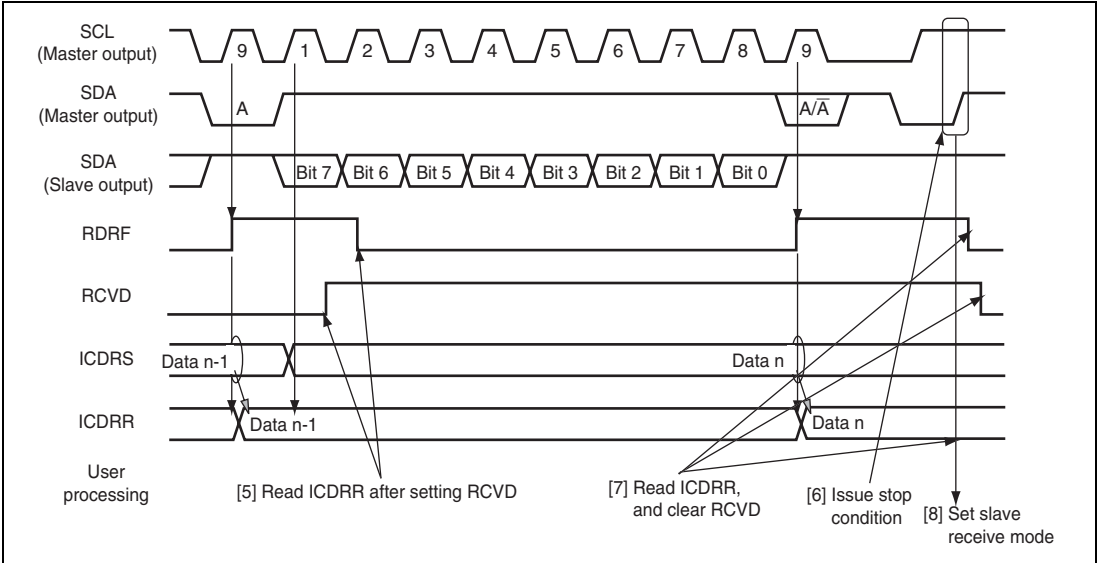 SCL
(Master output)
9 1 2 3 4 5 6 7 8 9
SDA
(Master output)
A A/A̅
SDA
(Slave output)
Bit 7 Bit 6 Bit 5 Bit 4 Bit 3 Bit 2 Bit 1 Bit 0
RDRF
RCVD
ICDRS
Data n-1 Data n
ICDRR
Data n-1 Data n
User
processing
[5] Read ICDRR after setting RCVD
[7] Read ICDRR,
and clear RCVD
[6] Issue stop
condition
[8] Set slave
receive mode